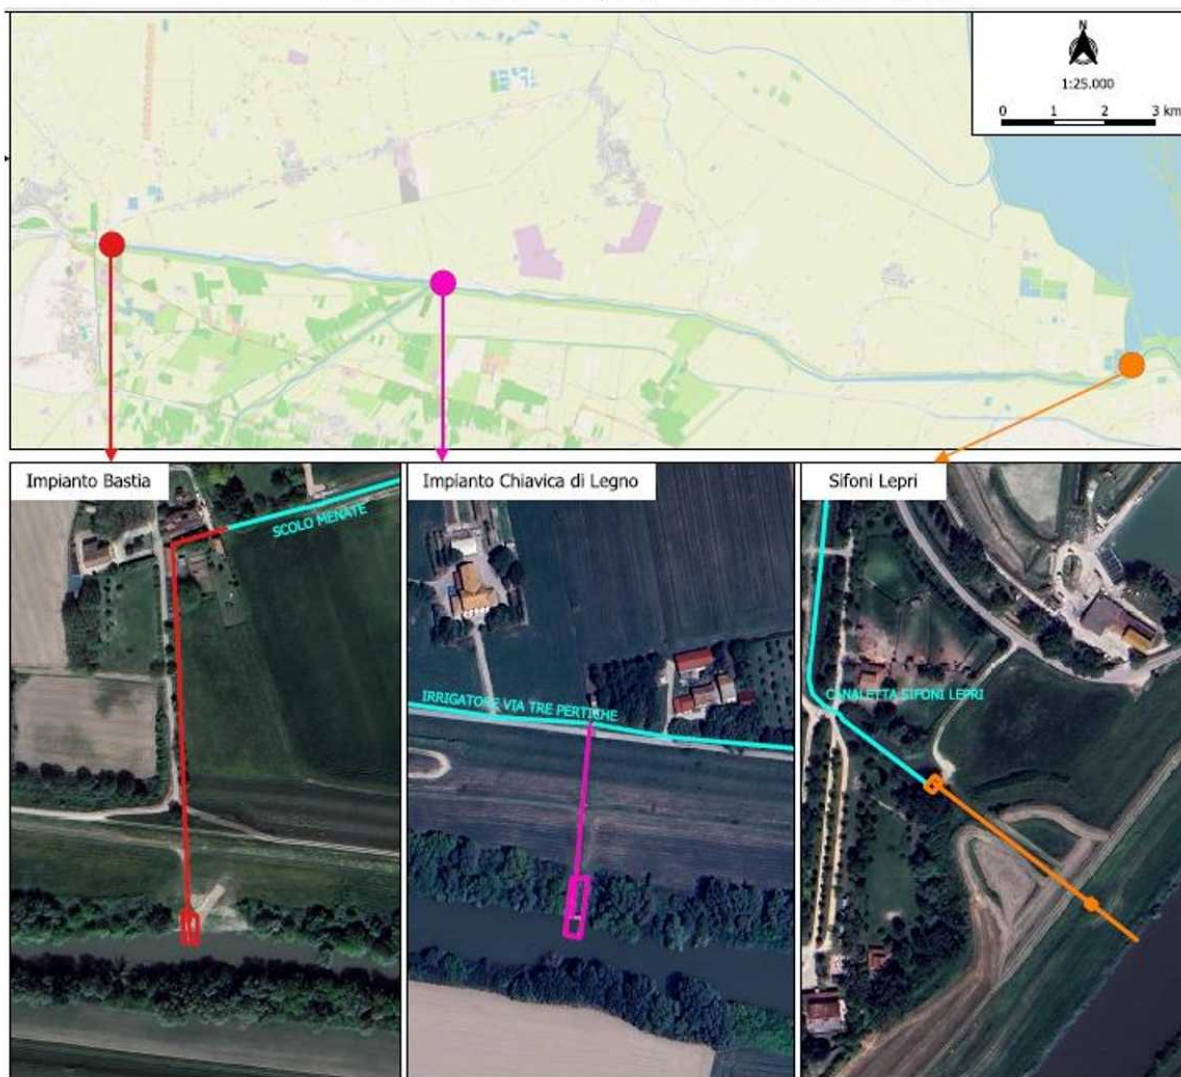 N
1:25.000
0 1 2 3 km
Impianto Bastia
Impianto Chiavica di Legno
Sifoni Lepri
SCOLO MENATE
IRRIGATORE VIA TRE PERTICHE
CANALETTA SIFONI LEPRI